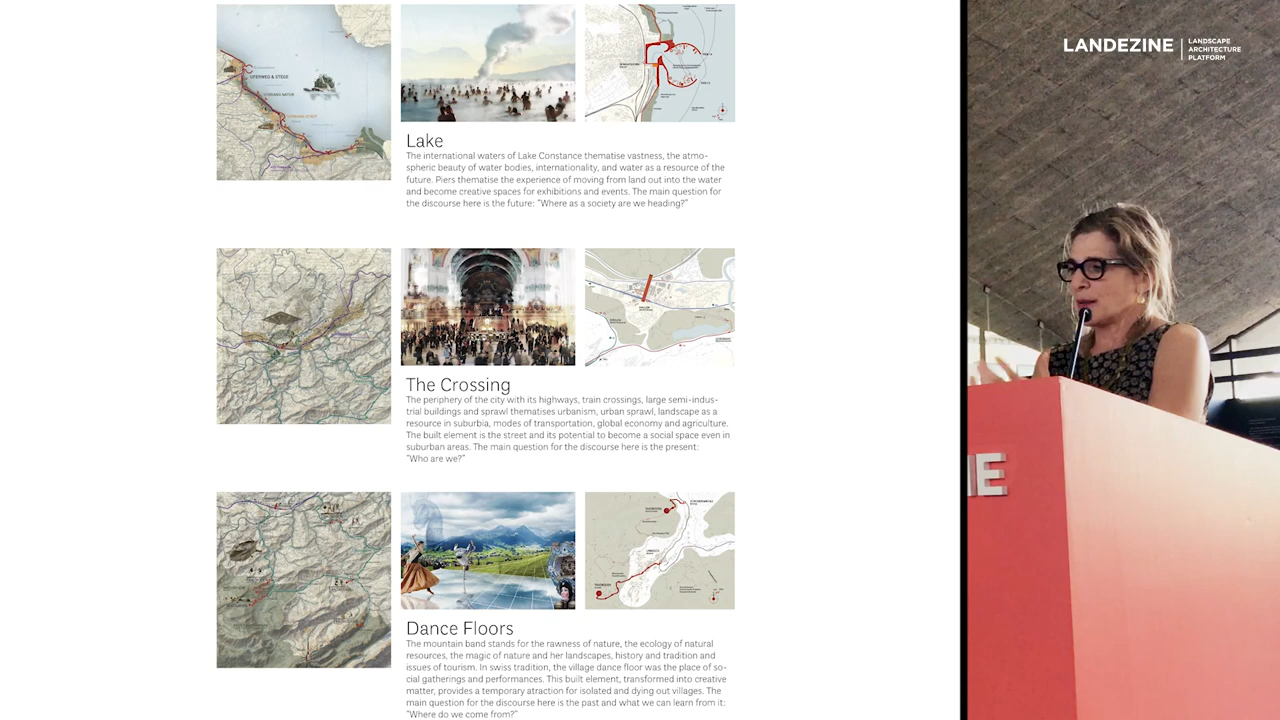 LANDEZINE
LANDSCAPE
ARCHITECTURE
PLATFORM
Lake
The international waters of Lake Constance thematise vastness, the atmo-
spheric beauty of water bodies, internationality, and water as a resource of the
future. Piers thematise the experience of moving from land out into the water
and become creative spaces for exhibitions and events. The main question for
the discourse here is the future: "Where as a society are we heading?"
The Crossing
The periphery of the city with its highways, train crossings, large semi-indus-
trial buildings and sprawl thematises urbanism, urban sprawl, landscape as a
resource in suburbia, modes of transportation, global economy and agriculture.
The built element is the street and its potential to become a social space even in
suburban areas. The main question for the discourse here is the present:
"Who are we?"
Dance Floors
The mountain band stands for the rawness of nature, the ecology of natural
resources, the magic of nature and her landscapes, history and tradition and
issues of tourism. In swiss tradition, the village dance floor was the place of so-
cial gatherings and performances. This built element, transformed into creative
matter, provides a temporary atraction for isolated and dying out villages. The
main question for the discourse here is the past and what we can learn from it:
"Where do we come from?"
UFERWEG & STEGE
NE